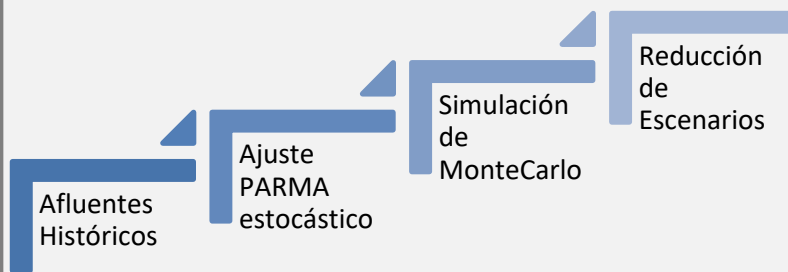 Afluentes
Históricos
Ajuste
PARMA
estocástico
Simulación
de
MonteCarlo
Reducción
de
Escenarios